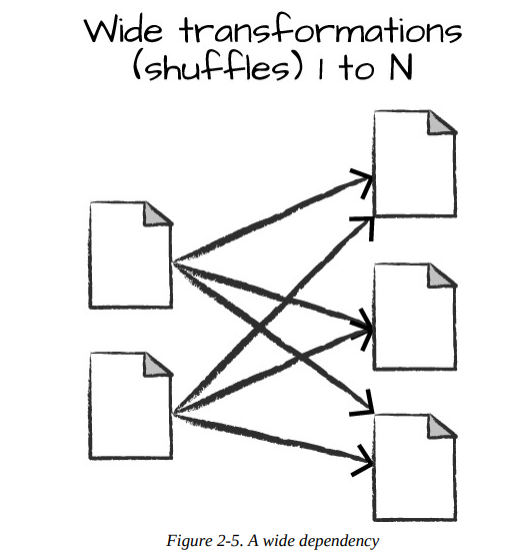 Wide transformations
(shuffles) 1 to N
Figure 2-5. A wide dependency